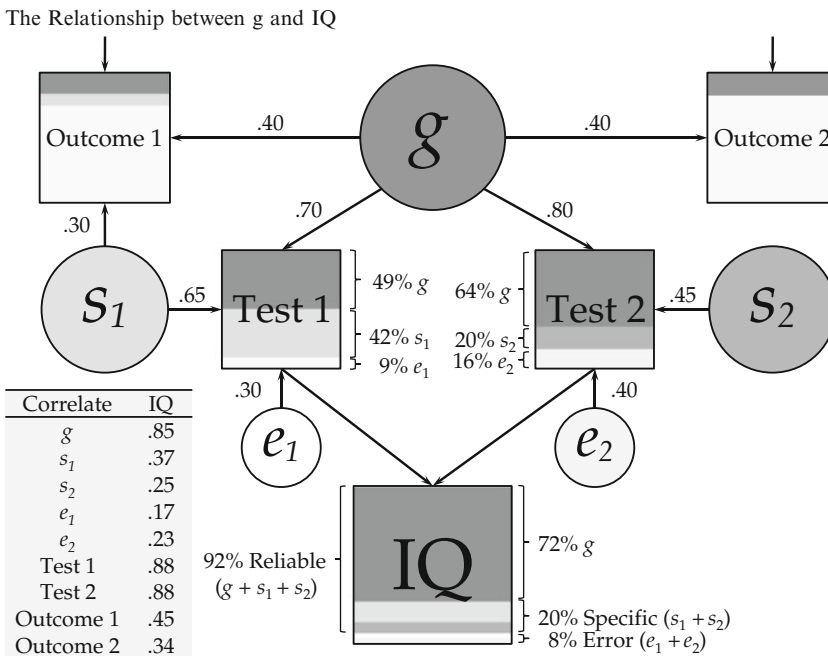 The Relationship between g and IQ
Outcome 1
.40
g
.40
Outcome 2
.30
.70
.80
s1
.65
Test 1
49% g
42% s1
9% e1
64% g
20% s2
16% e2
Test 2
.45
s2
.30
e1
.40
e2
Correlate IQ
g .85
s1 .37
s2 .25
e1 .17
e2 .23
Test 1 .88
Test 2 .88
Outcome 1 .45
Outcome 2 .34
92% Reliable
(g + s1 + s2)
IQ
72% g
20% Specific (s1 + s2)
8% Error (e1 + e2)